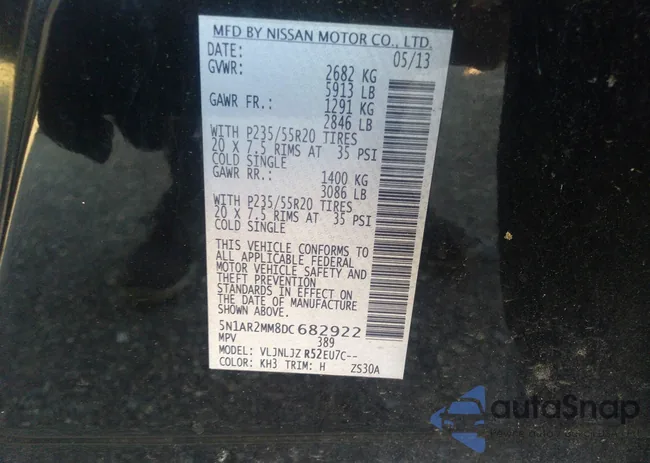 MFD BY NISSAN MOTOR CO., LTD.
DATE: 05/13
GVWR: 2682 KG
5913 LB
GAWR FR.: 1291 KG
2846 LB
WITH P235/55R20 TIRES
20 X 7.5 RIMS AT 35 PSI
COLD SINGLE
GAWR RR.: 1400 KG
3086 LB
WITH P235/55R20 TIRES
20 X 7.5 RIMS AT 35 PSI
COLD SINGLE
THIS VEHICLE CONFORMS TO
ALL APPLICABLE FEDERAL
MOTOR VEHICLE SAFETY AND
THEFT PREVENTION
STANDARDS IN EFFECT ON
THE DATE OF MANUFACTURE
SHOWN ABOVE.
5N1AR2MM8DC682922
MPV 389
MODEL: VLJNLJZ R52EU7C--
COLOR: KH3 TRIM: H ZS30A
autoSnap
where auto dreams begin